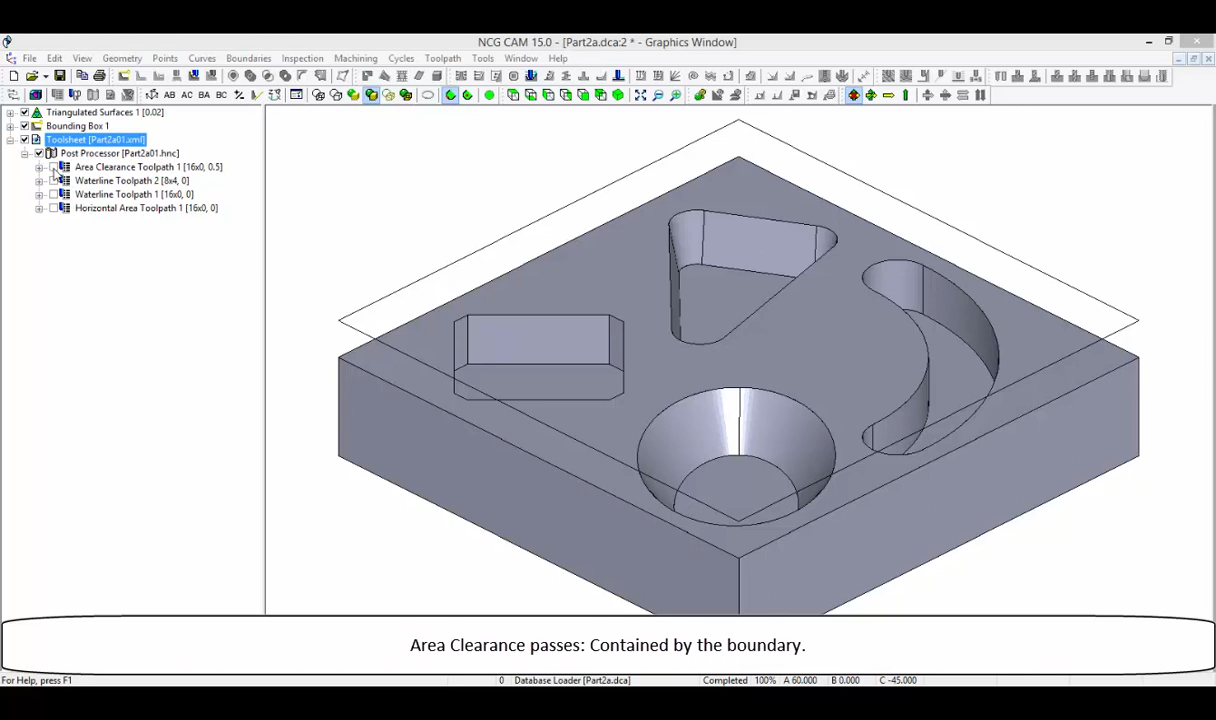 NCG CAM 15.0 - [Part2a.dca:2 * - Graphics Window]
File Edit View Geometry Points Curves Boundaries Inspection Machining Cycles Toolpath Tools Window Help
AB AC BA BC
Triangulated Surfaces 1 [0.02]
Bounding Box 1
Toolsheet [Part2a01.xml]
Post Processor [Part2a01.hnc]
Area Clearance Toolpath 1 [16x0, 0.5]
Waterline Toolpath 2 [8x4, 0]
Waterline Toolpath 1 [16x0, 0]
Horizontal Area Toolpath 1 [16x0, 0]
Area Clearance passes: Contained by the boundary.
For Help, press F1 0 Database Loader [Part2a.dca] Completed 100% A 60.000 B 0.000 C -45.000